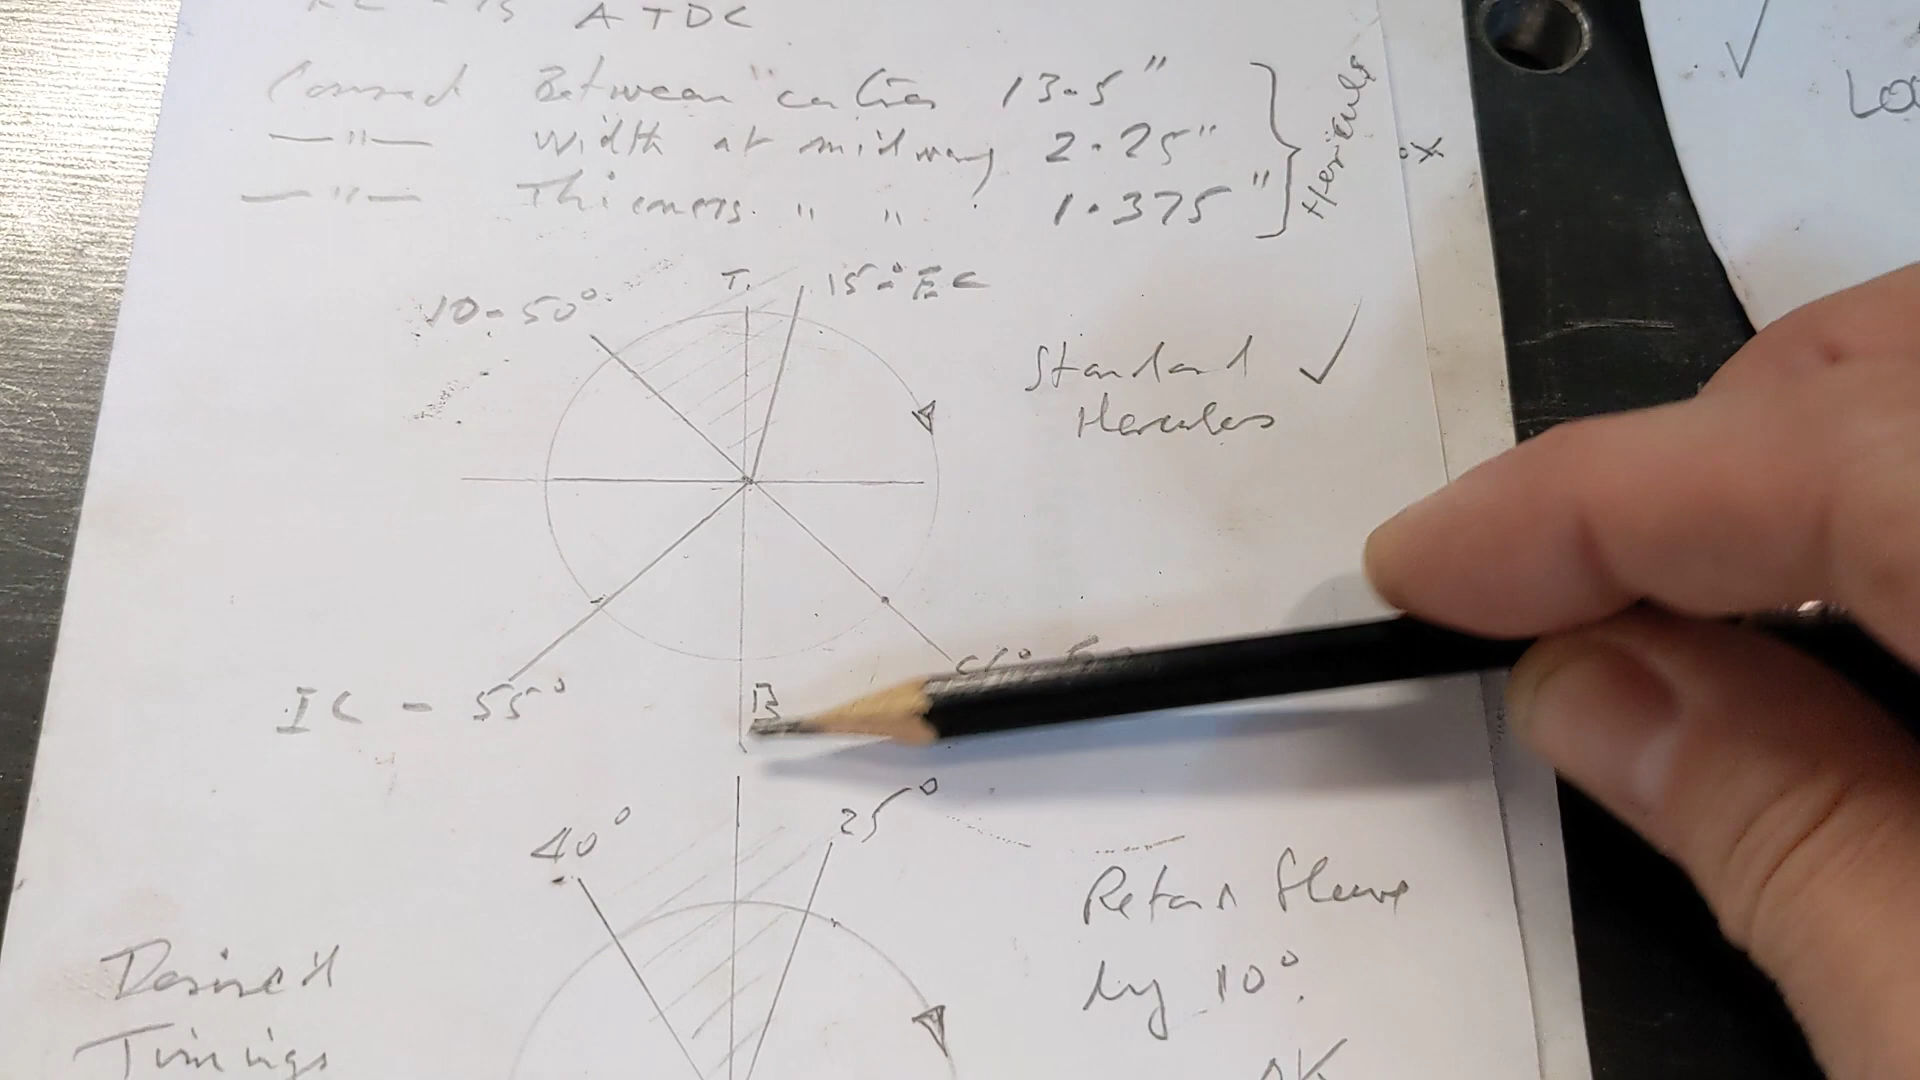 ATDC
Conrod Between centres 13.5"
—"— Width at midway 2.25"
—"— Thickness " " 1.375"
Hercules
T.
15° EC
IO-50°
Standard ✓
Hercules
IC - 55°
B
40°
25°
Retard Sleeve
by 10°.
OK
Desired
Timings